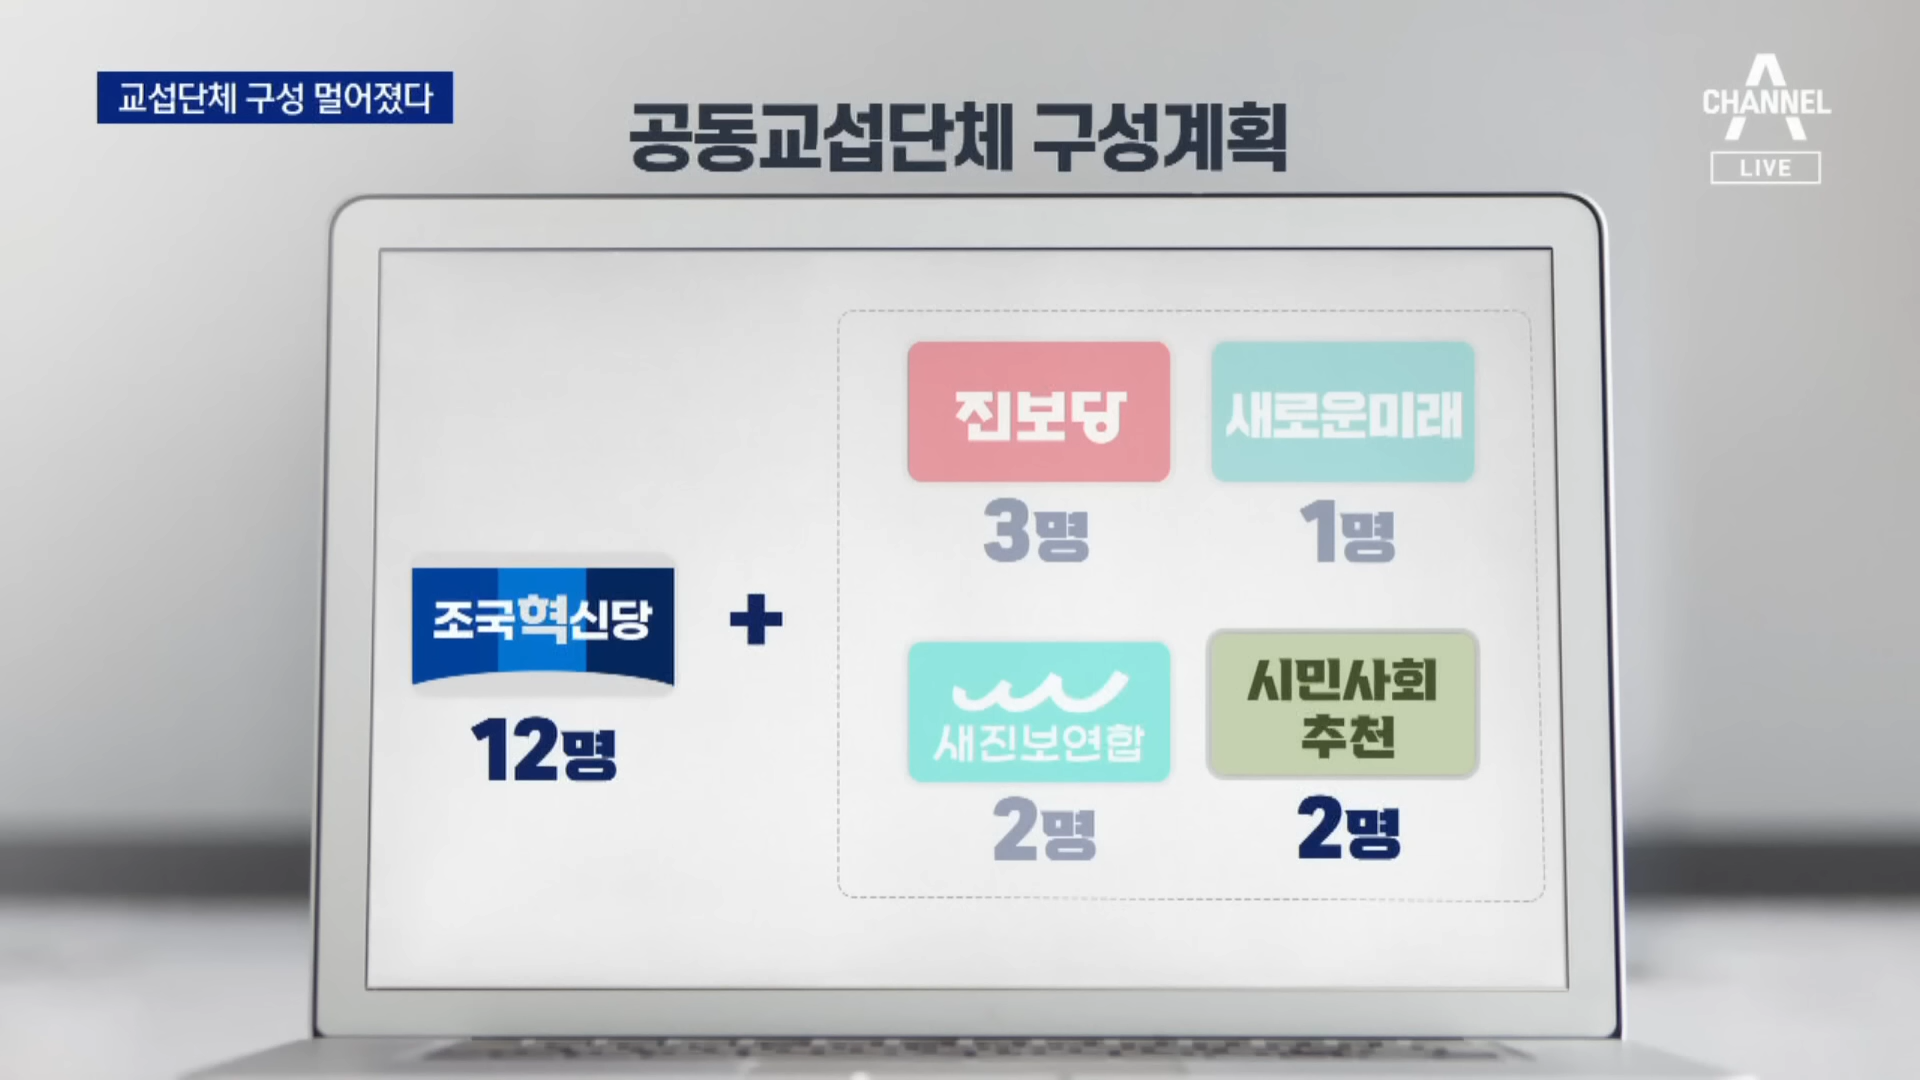 교섭단체 구성 멀어졌다
공동교섭단체 구성계획
CHANNEL A
LIVE
진보당
3명
새로운미래
1명
조국혁신당
12명
+
새진보연합
2명
시민사회
추천
2명